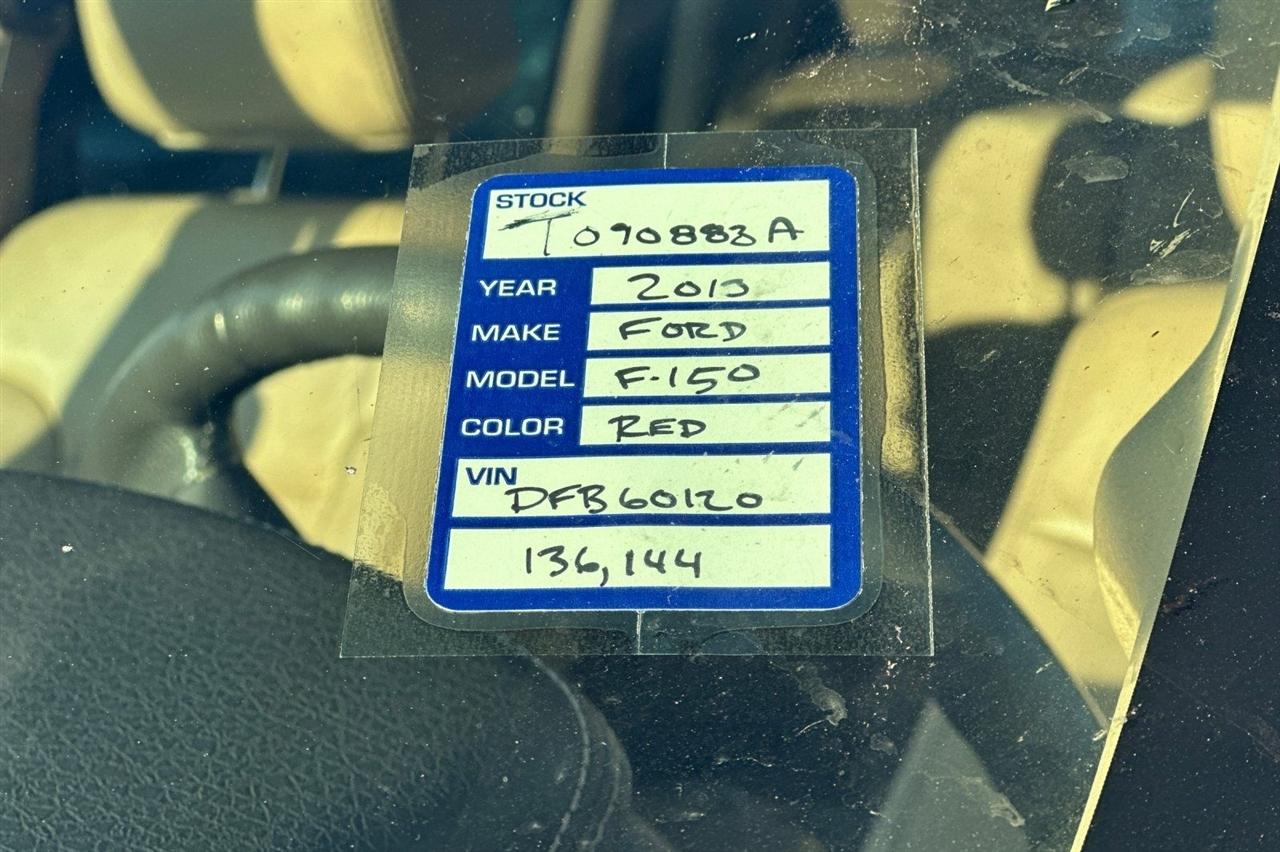 STOCK
T090883A
YEAR 2013
MAKE FORD
MODEL F-150
COLOR RED
VIN
DFB60120
136,144